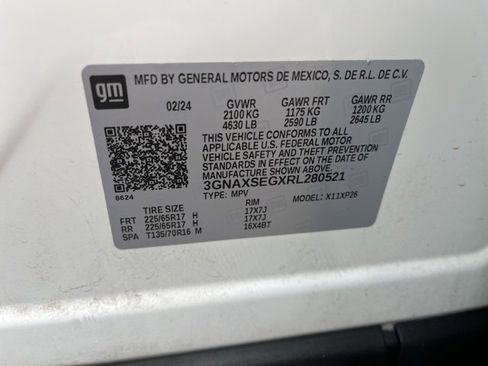 gm
MFD BY GENERAL MOTORS DE MEXICO, S. DE R.L. DE C.V.
02/24 GVWR GAWR FRT GAWR RR
2100 KG 1175 KG 1200 KG
4630 LB 2590 LB 2645 LB
THIS VEHICLE CONFORMS TO ALL
APPLICABLE U.S. FEDERAL MOTOR
VEHICLE SAFETY, BUMPER, AND THEFT PREVENTION
STANDARDS IN EFFECT ON THE DATE OF
MANUFACTURE SHOWN ABOVE.
3GNAXSEGXRL280521
8624 TYPE: MPV MODEL: X11XP26
TIRE SIZE RIM
FRT 225/65R17 H 17X7J
RR 225/65R17 H 17X7J
SPA T135/70R16 M 16X4BT